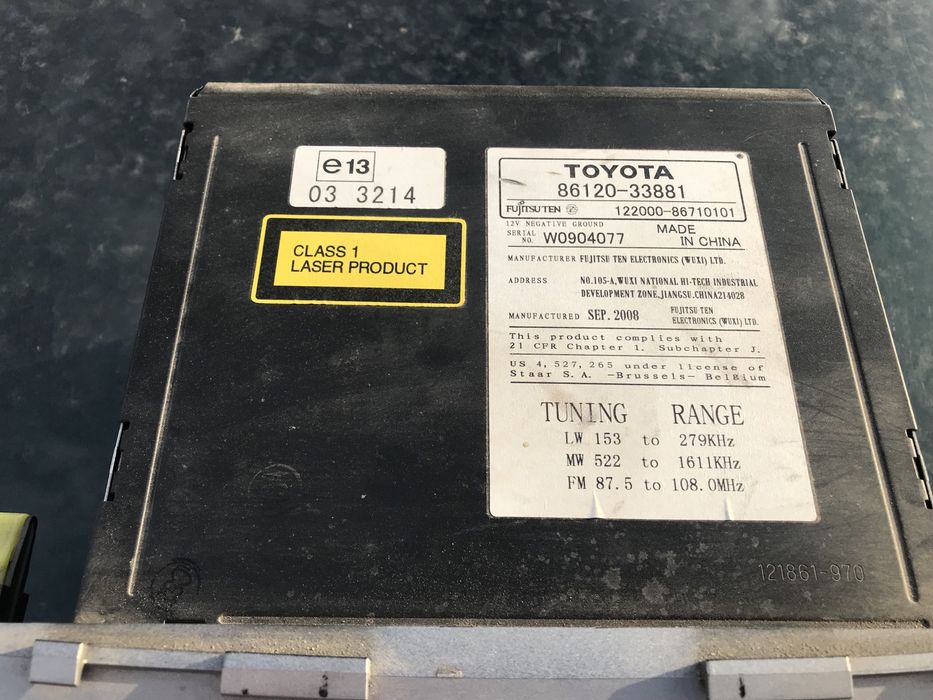 e13
03 3214
CLASS 1
LASER PRODUCT
TOYOTA
86120-33881
FUJITSU TEN 122000-86710101
12V NEGATIVE GROUND
SERIAL NO. W0904077
MADE IN CHINA
MANUFACTURER FUJITSU TEN ELECTRONICS (WUXI) LTD.
ADDRESS NO.105-A,WUXI NATIONAL HI-TECH INDUSTRIAL
DEVELOPMENT ZONE,JIANGSU.CHINA214028
MANUFACTURED SEP. 2008 FUJITSU TEN
ELECTRONICS (WUXI) LTD.
This product complies with
21 CFR Chapter 1. Subchapter J.
US 4, 527, 265 under license of
Staar S. A. -Brussels- Belgium
TUNING RANGE
LW 153 to 279KHz
MW 522 to 1611KHz
FM 87.5 to 108.0MHz
121861-970